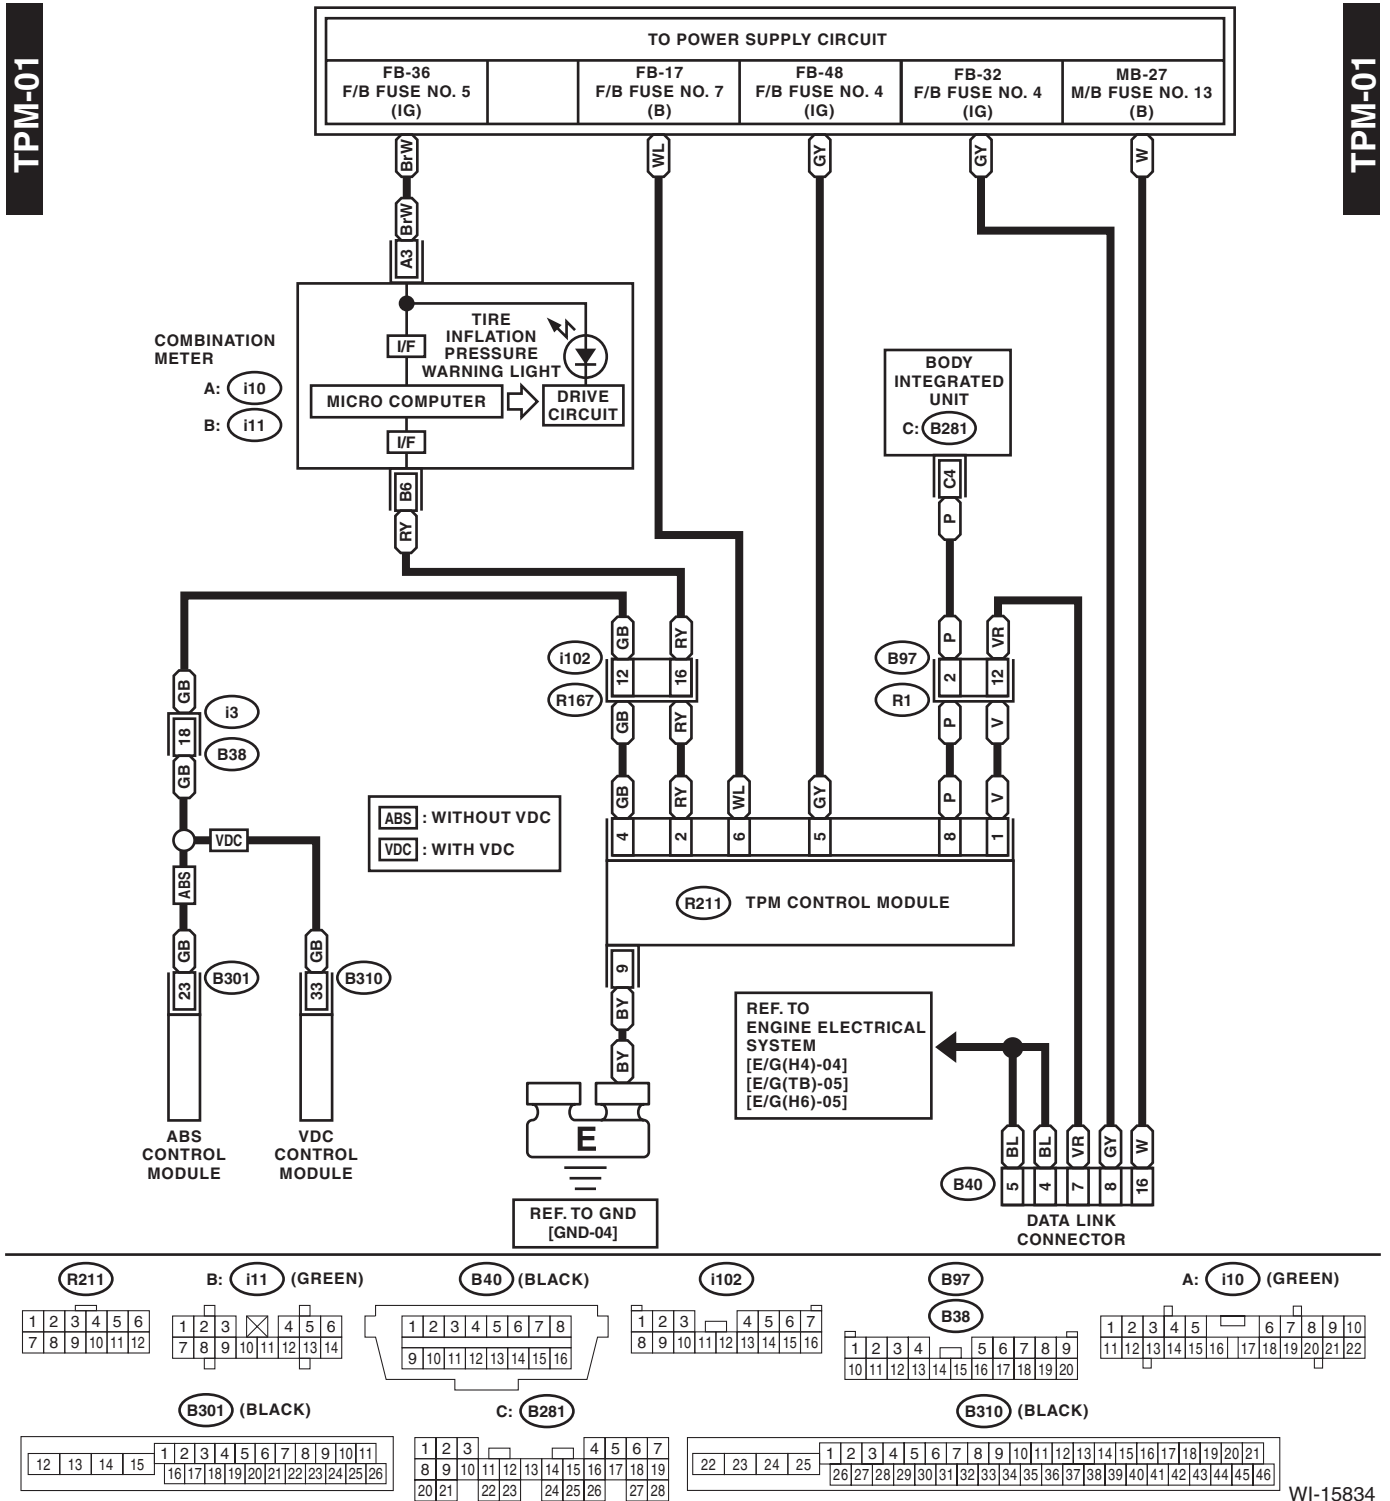 TPM-01
TPM-01
TO POWER SUPPLY CIRCUIT
FB-36
F/B FUSE NO. 5
(IG)
FB-17
F/B FUSE NO. 7
(B)
FB-48
F/B FUSE NO. 4
(IG)
FB-32
F/B FUSE NO. 4
(IG)
MB-27
M/B FUSE NO. 13
(B)
BrW
WL
GY
GY
W
BrW
A3
COMBINATION
METER
A: i10
B: i11
TIRE
INFLATION
PRESSURE
WARNING LIGHT
I/F
MICRO COMPUTER
DRIVE
CIRCUIT
I/F
B6
RY
BODY
INTEGRATED
UNIT
C: B281
C4
P
GB
RY
P
VR
i102
12
16
R167
B97
2
12
R1
GB
RY
P
V
GB
i3
18
B38
GB
GB
RY
WL
GY
P
V
4
2
6
5
8
1
ABS : WITHOUT VDC
VDC : WITH VDC
VDC
ABS
R211 TPM CONTROL MODULE
GB
GB
23
B301
33
B310
9
BY
BY
E
REF. TO GND
[GND-04]
ABS
CONTROL
MODULE
VDC
CONTROL
MODULE
REF. TO
ENGINE ELECTRICAL
SYSTEM
[E/G(H4)-04]
[E/G(TB)-05]
[E/G(H6)-05]
BL
BL
VR
GY
W
B40
5
4
7
8
16
DATA LINK
CONNECTOR
R211
1 2 3 4 5 6
7 8 9 10 11 12
B: i11 (GREEN)
1 2 3 4 5 6
7 8 9 10 11 12 13 14
B40 (BLACK)
1 2 3 4 5 6 7 8
9 10 11 12 13 14 15 16
i102
1 2 3 4 5 6 7
8 9 10 11 12 13 14 15 16
B97
B38
1 2 3 4 5 6 7 8 9
10 11 12 13 14 15 16 17 18 19 20
A: i10 (GREEN)
1 2 3 4 5 6 7 8 9 10
11 12 13 14 15 16 17 18 19 20 21 22
B301 (BLACK)
12 13 14 15 1 2 3 4 5 6 7 8 9 10 11
16 17 18 19 20 21 22 23 24 25 26
C: B281
1 2 3 4 5 6 7
8 9 10 11 12 13 14 15 16 17 18 19
20 21 22 23 24 25 26 27 28
B310 (BLACK)
22 23 24 25 1 2 3 4 5 6 7 8 9 10 11 12 13 14 15 16 17 18 19 20 21
26 27 28 29 30 31 32 33 34 35 36 37 38 39 40 41 42 43 44 45 46
WI-15834